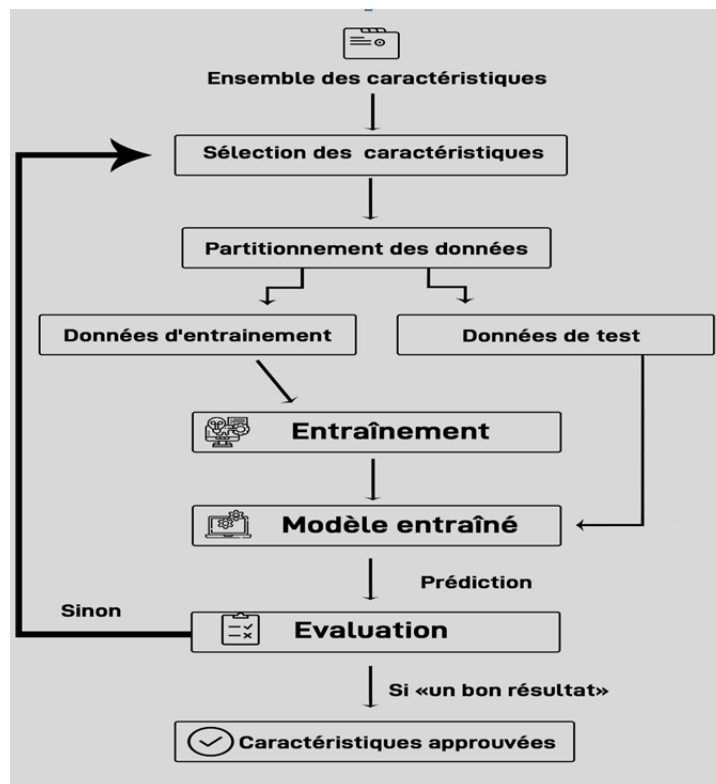 Ensemble des caractéristiques
Sélection des caractéristiques
Partitionnement des données
Données d'entrainement
Données de test
Entraînement
Modèle entraîné
Prédiction
Sinon
Evaluation
Si «un bon résultat»
Caractéristiques approuvées